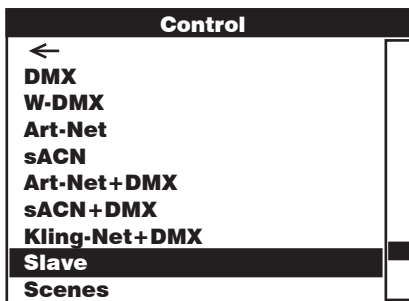 Control
←
DMX
W-DMX
Art-Net
sACN
Art-Net+DMX
sACN+DMX
Kling-Net+DMX
Slave
Scenes